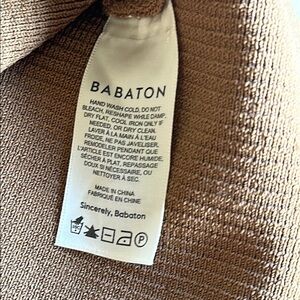 BABATON
HAND WASH COLD, DO NOT
BLEACH, RESHAPE WHILE DAMP,
DRY FLAT, COOL IRON ONLY IF
NEEDED, OR DRY CLEAN.
LAVER À LA MAIN À L'EAU
FROIDE, NE PAS JAVELISER,
REMODELER PENDANT QUE
L'ARTICLE EST ENCORE HUMIDE,
SÉCHER À PLAT, REPASSAGE
DOUX SI NÉCESSAIRE, OU
NETTOYER À SEC.
MADE IN CHINA
FABRIQUÉ EN CHINE
Sincerely, Babaton
P